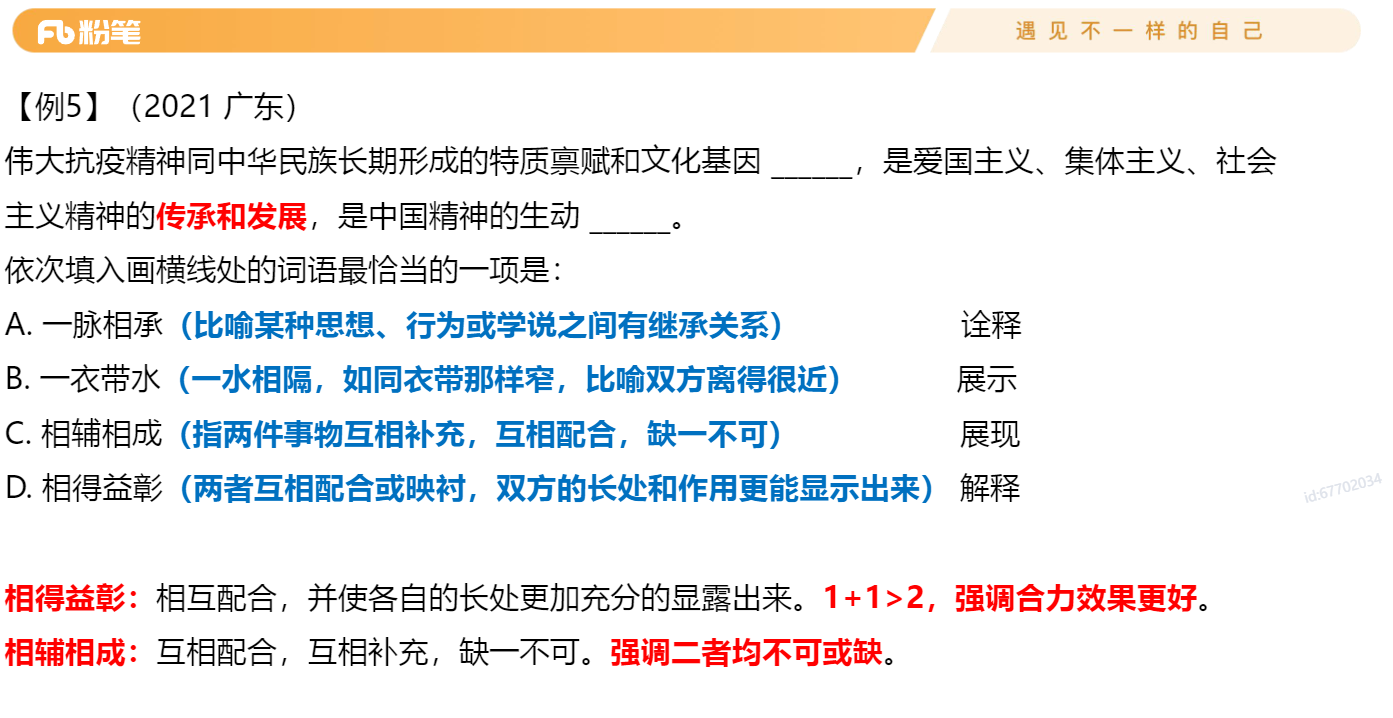 粉笔
遇见不一样的自己
【例5】（2021 广东）
伟大抗疫精神同中华民族长期形成的特质禀赋和文化基因 ______，是爱国主义、集体主义、社会
主义精神的传承和发展，是中国精神的生动 ______。
依次填入画横线处的词语最恰当的一项是：
A. 一脉相承（比喻某种思想、行为或学说之间有继承关系） 诠释
B. 一衣带水（一水相隔，如同衣带那样窄，比喻双方离得很近） 展示
C. 相辅相成（指两件事物互相补充，互相配合，缺一不可） 展现
D. 相得益彰（两者互相配合或映衬，双方的长处和作用更能显示出来） 解释
id:67702034
相得益彰：相互配合，并使各自的长处更加充分的显露出来。1+1>2，强调合力效果更好。
相辅相成：互相配合，互相补充，缺一不可。强调二者均不可或缺。